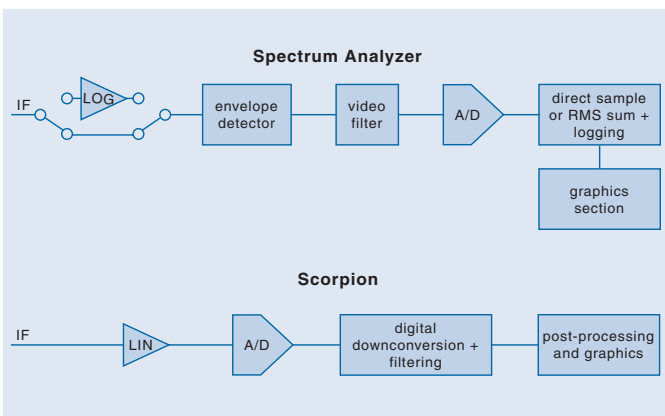 Spectrum Analyzer
IF
LOG
envelope
detector
video
filter
A/D
direct sample
or RMS sum +
logging
graphics
section
Scorpion
IF
LIN
A/D
digital
downconversion +
filtering
post-processing
and graphics